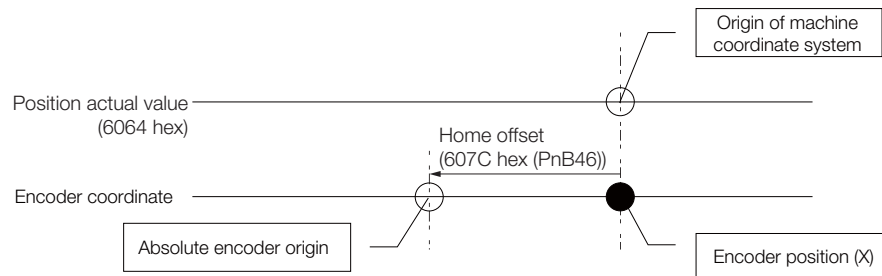 Origin of machine
coordinate system
Position actual value
(6064 hex)
Home offset
(607C hex (PnB46))
Encoder coordinate
Absolute encoder origin
Encoder position (X)